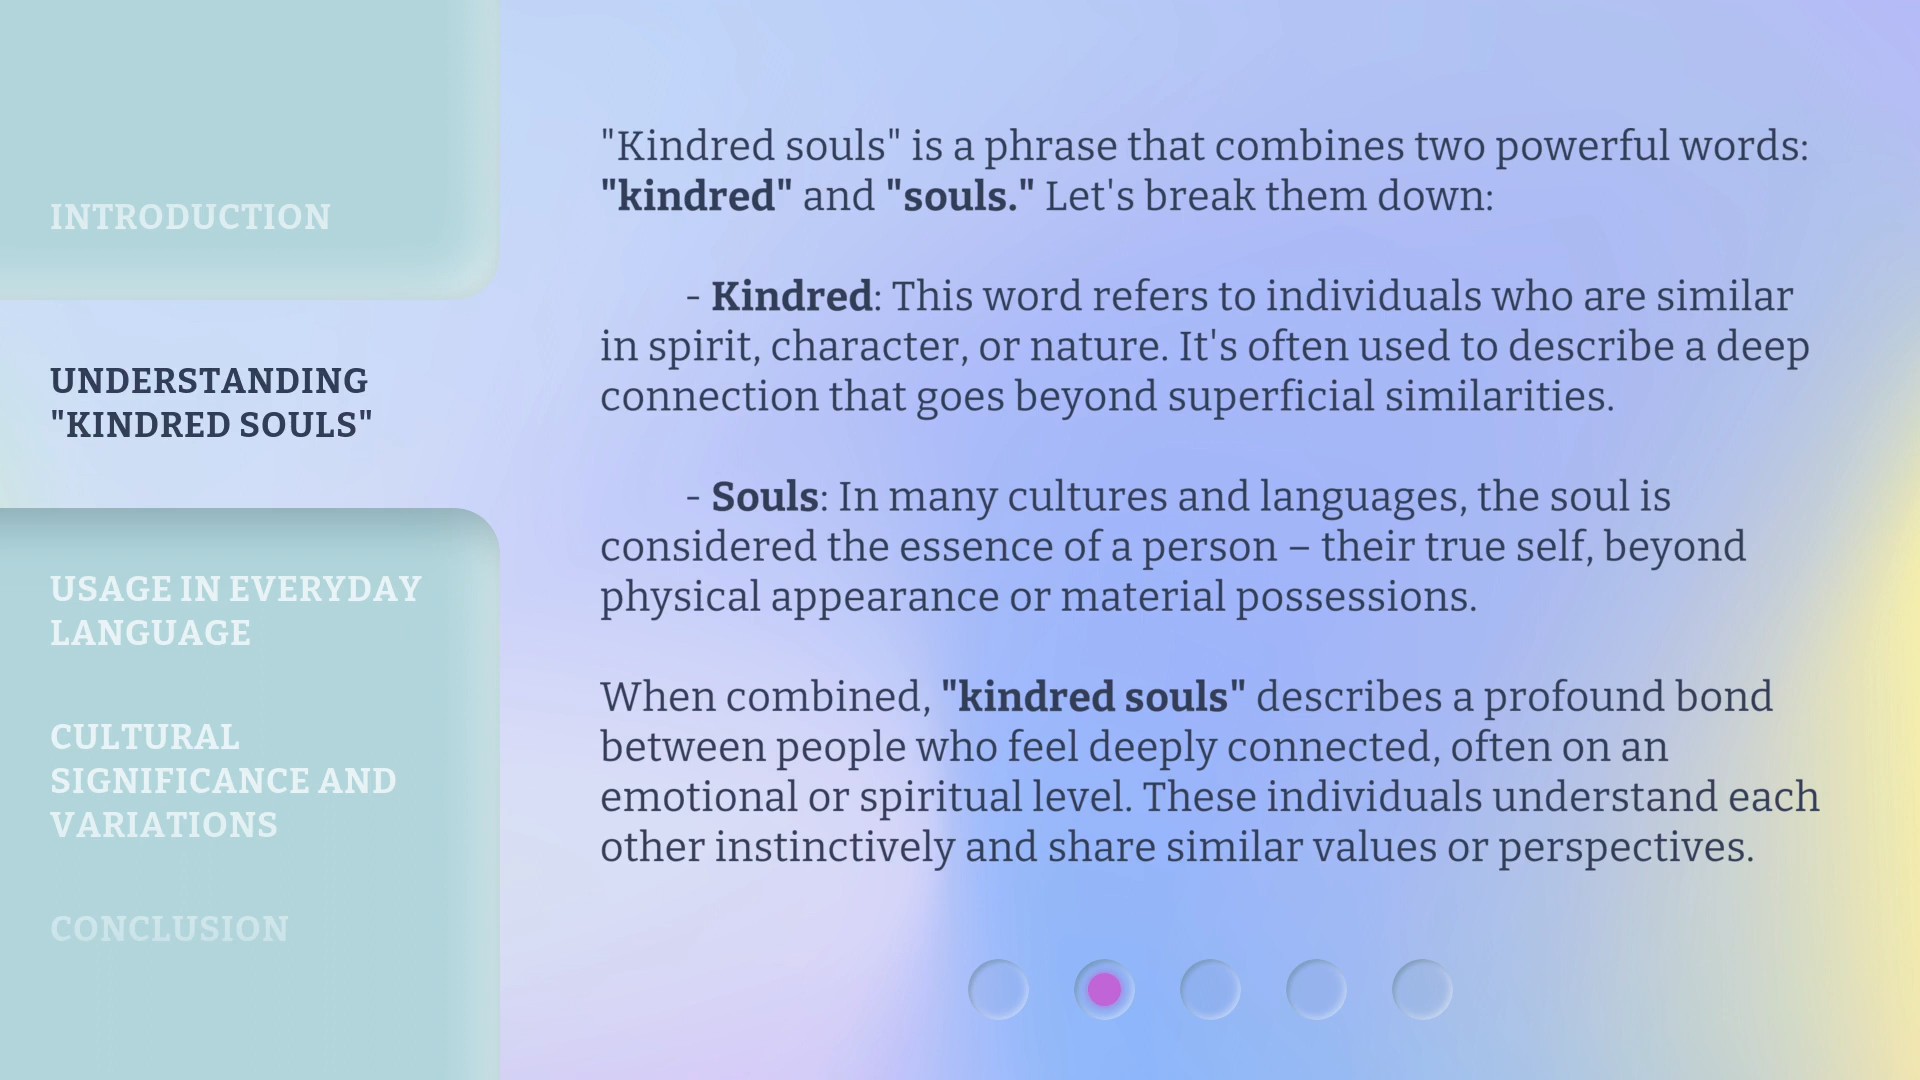 INTRODUCTION
UNDERSTANDING
"KINDRED SOULS"
USAGE IN EVERYDAY
LANGUAGE
CULTURAL
SIGNIFICANCE AND
VARIATIONS
CONCLUSION
"Kindred souls" is a phrase that combines two powerful words:
"kindred" and "souls." Let's break them down:
- Kindred: This word refers to individuals who are similar
in spirit, character, or nature. It's often used to describe a deep
connection that goes beyond superficial similarities.
- Souls: In many cultures and languages, the soul is
considered the essence of a person – their true self, beyond
physical appearance or material possessions.
When combined, "kindred souls" describes a profound bond
between people who feel deeply connected, often on an
emotional or spiritual level. These individuals understand each
other instinctively and share similar values or perspectives.